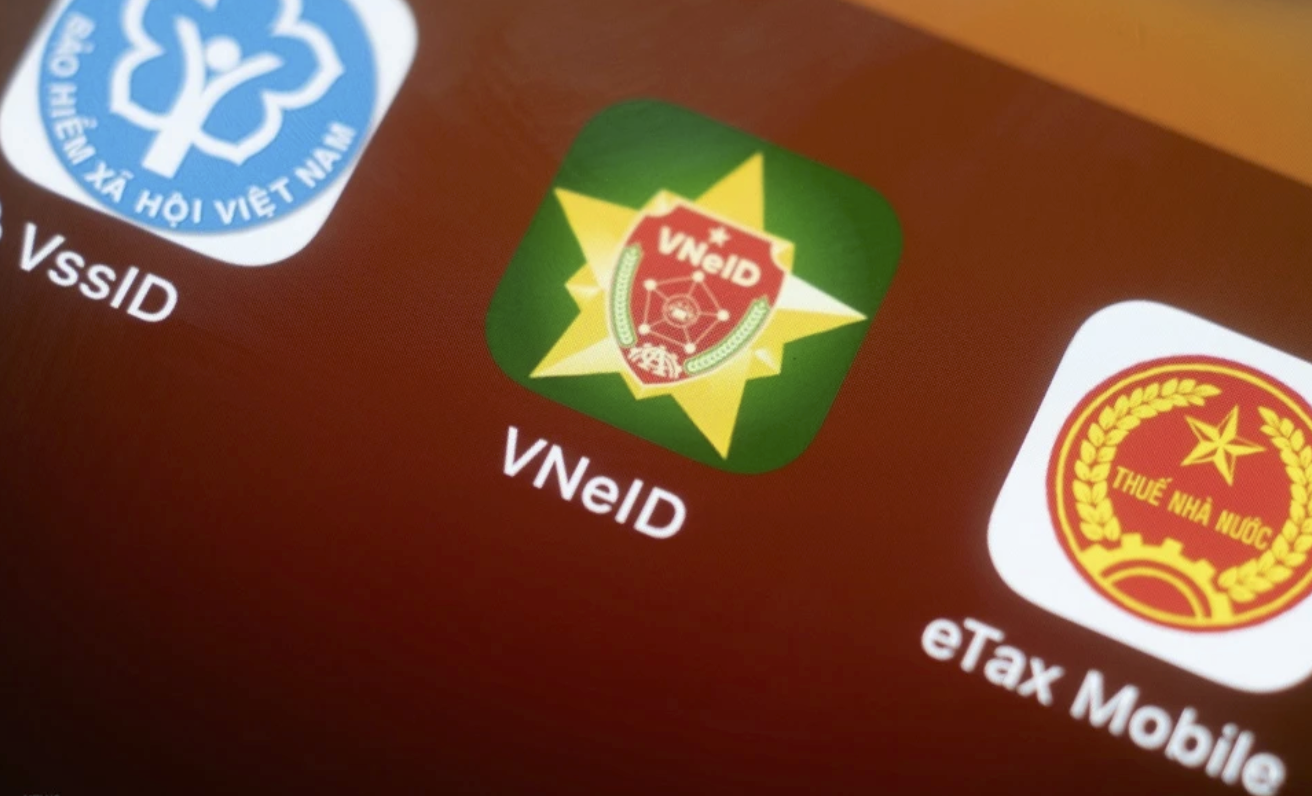 BẢO HIỂM XÃ HỘI VIỆT NAM
VssID
VNeID
VNeID
THUẾ NHÀ NƯỚC
eTax Mobile